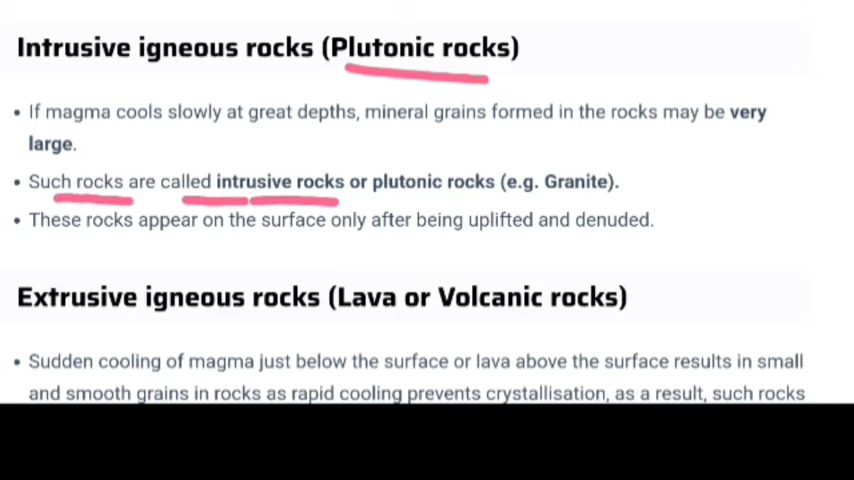 Intrusive igneous rocks (Plutonic rocks)
• If magma cools slowly at great depths, mineral grains formed in the rocks may be very
large.
• Such rocks are called intrusive rocks or plutonic rocks (e.g. Granite).
• These rocks appear on the surface only after being uplifted and denuded.
Extrusive igneous rocks (Lava or Volcanic rocks)
• Sudden cooling of magma just below the surface or lava above the surface results in small
and smooth grains in rocks as rapid cooling prevents crystallisation, as a result, such rocks